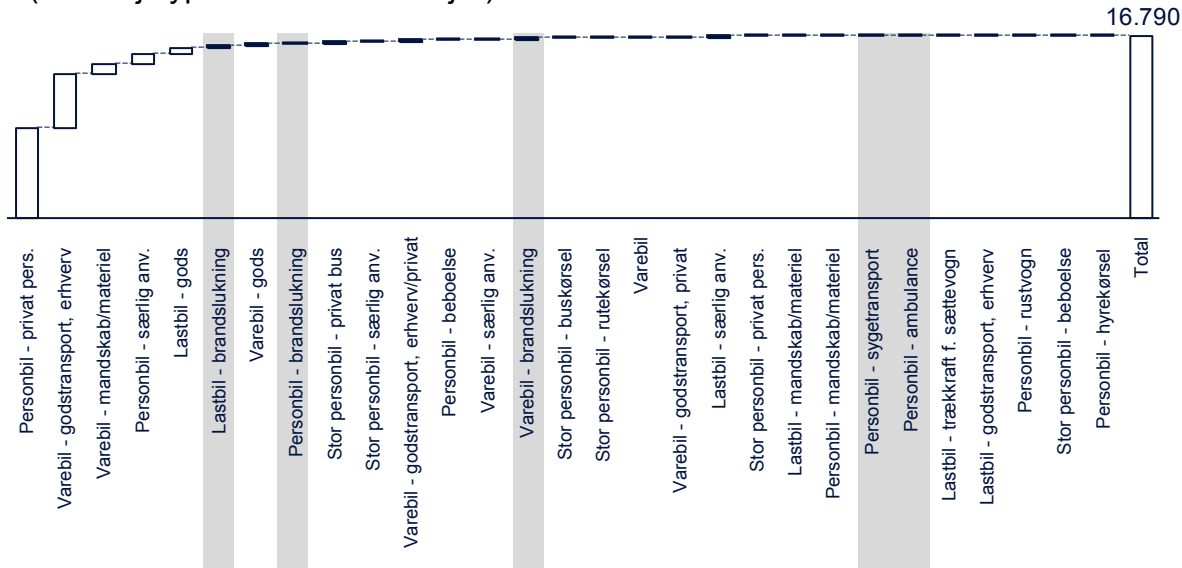 16.790
Personbil - privat pers.
Varebil - godstransport, erhverv
Varebil - mandskab/materiel
Personbil - særlig anv.
Lastbil - gods
Lastbil - brandslukning
Varebil - gods
Personbil - brandslukning
Stor personbil - privat bus
Stor personbil - særlig anv.
Varebil - godstransport, erhverv/privat
Personbil - beboelse
Varebil - særlig anv.
Varebil - brandslukning
Stor personbil - buskørsel
Stor personbil - rutekørsel
Varebil
Varebil - godstransport, privat
Lastbil - særlig anv.
Stor personbil - privat pers.
Lastbil - mandskab/materiel
Personbil - mandskab/materiel
Personbil - sygetransport
Personbil - ambulance
Lastbil - trækkraft f. sættevogn
Lastbil - godstransport, erhverv
Personbil - rustvogn
Stor personbil - beboelse
Personbil - hyrekørsel
Total